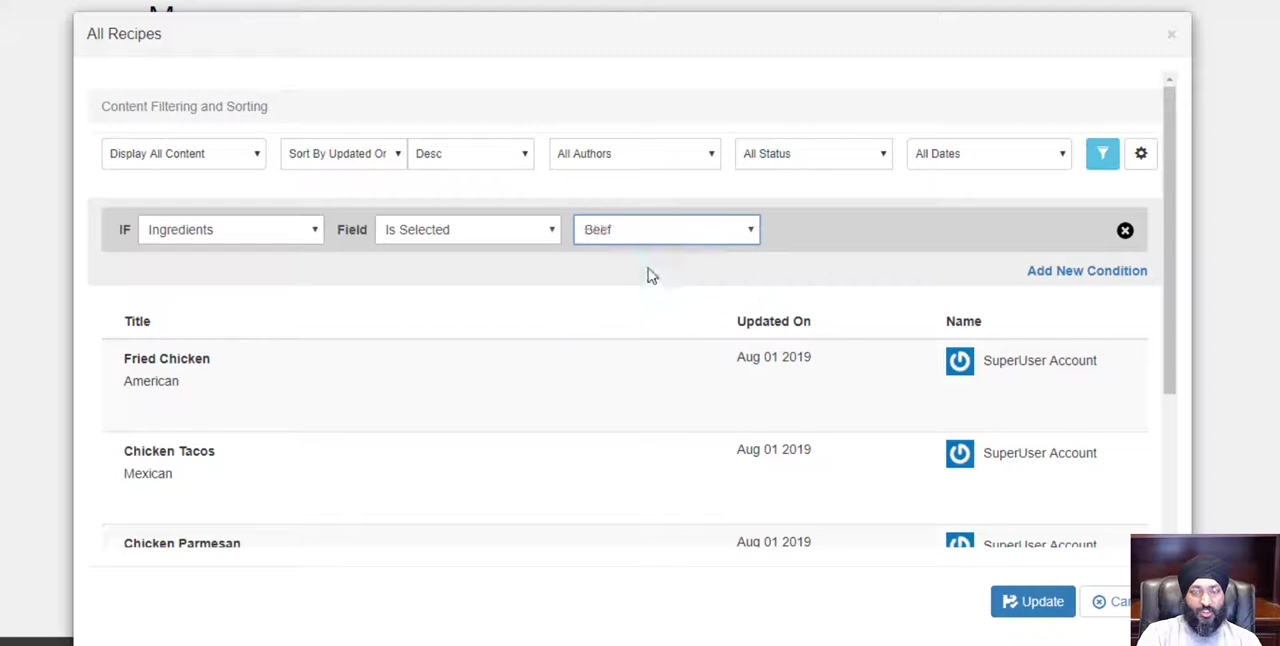 All Recipes ×
Content Filtering and Sorting
Display All Content Sort By Updated Or Desc All Authors All Status All Dates
IF Ingredients Field Is Selected Beef
Add New Condition
Title Updated On Name
Fried Chicken Aug 01 2019 SuperUser Account
American
Chicken Tacos Aug 01 2019 SuperUser Account
Mexican
Chicken Parmesan Aug 01 2019 SuperUser Account
Update